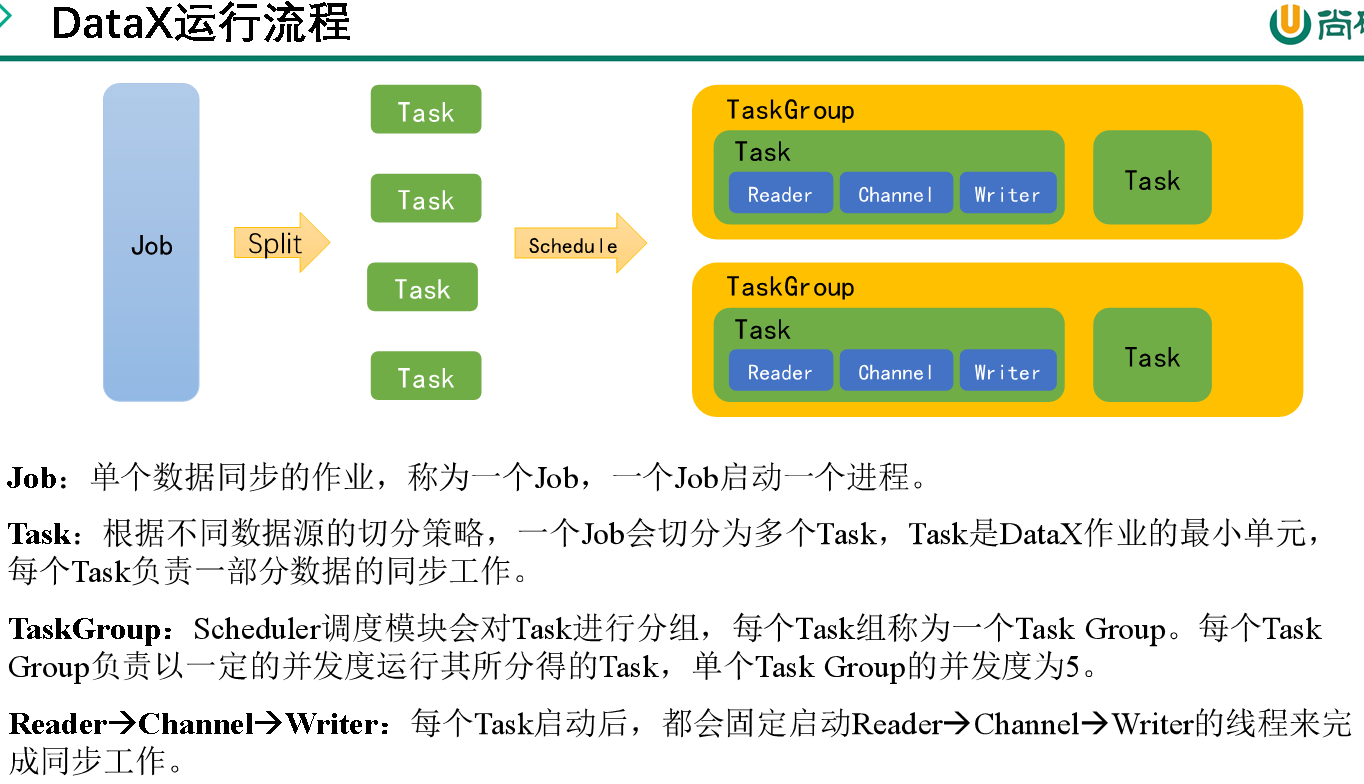 DataX运行流程
尚
Job
Split
Task
Task
Task
Task
Schedule
TaskGroup
Task
Reader Channel Writer
Task
TaskGroup
Task
Reader Channel Writer
Task
Job：单个数据同步的作业，称为一个Job，一个Job启动一个进程。
Task：根据不同数据源的切分策略，一个Job会切分为多个Task，Task是DataX作业的最小单元，
每个Task负责一部分数据的同步工作。
TaskGroup：Scheduler调度模块会对Task进行分组，每个Task组称为一个Task Group。每个Task
Group负责以一定的并发度运行其所分得的Task，单个Task Group的并发度为5。
Reader→Channel→Writer：每个Task启动后，都会固定启动Reader→Channel→Writer的线程来完
成同步工作。